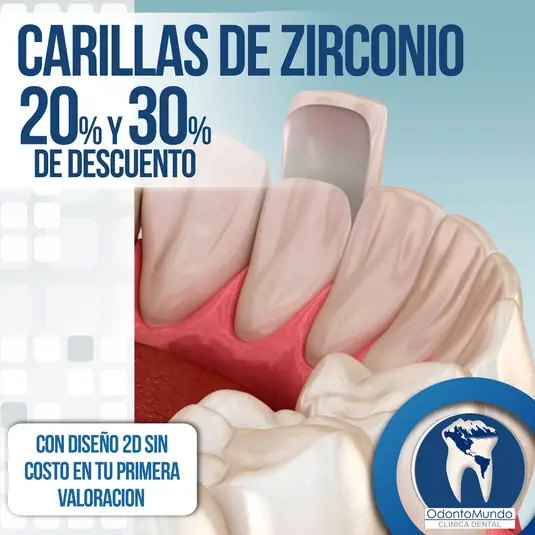 CARILLAS DE ZIRCONIO
20% Y 30%
DE DESCUENTO
CON DISEÑO 2D SIN
COSTO EN TU PRIMERA
VALORACION
OdontoMundo
CLINICA DENTAL